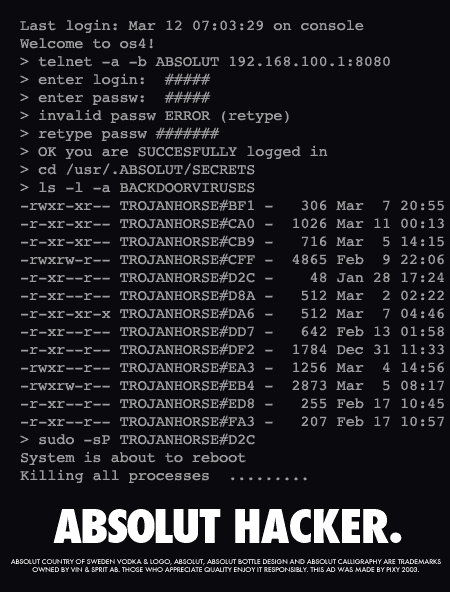 Last login: Mar 12 07:03:29 on console
Welcome to os4!
> telnet -a -b ABSOLUT 192.168.100.1:8080
> enter login:  #####
> enter passw:  #####
> invalid passw ERROR (retype)
> retype passw #######
> OK you are SUCCESFULLY logged in
> cd /usr/.ABSOLUT/SECRETS
> ls -l -a BACKDOORVIRUSES
-rwxr-xr-- TROJANHORSE#BF1 -   306 Mar  7 20:55
-r-xr-xr-- TROJANHORSE#CA0 -  1026 Mar 11 00:13
-r-xr-xr-- TROJANHORSE#CB9 -   716 Mar  5 14:15
-rwxrw-r-- TROJANHORSE#CFF -  4865 Feb  9 22:06
-r-xr--r-- TROJANHORSE#D2C -    48 Jan 28 17:24
-r-xr--r-- TROJANHORSE#D8A -   512 Mar  2 02:22
-r-xr-xr-x TROJANHORSE#DA6 -   512 Mar  7 04:46
-r-xr--r-- TROJANHORSE#DD7 -   642 Feb 13 01:58
-r-xr--r-- TROJANHORSE#DF2 -  1784 Dec 31 11:33
-rwxrw-r-- TROJANHORSE#EA3 -  1256 Mar  4 14:56
-rwxrw-r-- TROJANHORSE#EB4 -  2873 Mar  5 08:17
-r-xr--r-- TROJANHORSE#ED8 -   255 Feb 17 10:45
-r-xr--r-- TROJANHORSE#FA3 -   207 Feb 17 10:57
> sudo -sP TROJANHORSE#D2C
System is about to reboot
Killing all processes  .........
ABSOLUT HACKER.
ABSOLUT COUNTRY OF SWEDEN VODKA & LOGO, ABSOLUT, ABSOLUT BOTTLE DESIGN AND ABSOLUT CALLIGRAPHY ARE TRADEMARKS
OWNED BY VIN & SPRIT AB. THOSE WHO APPRECIATE QUALITY ENJOY IT RESPONSIBLY. THIS AD WAS MADE BY PIXY 2003.